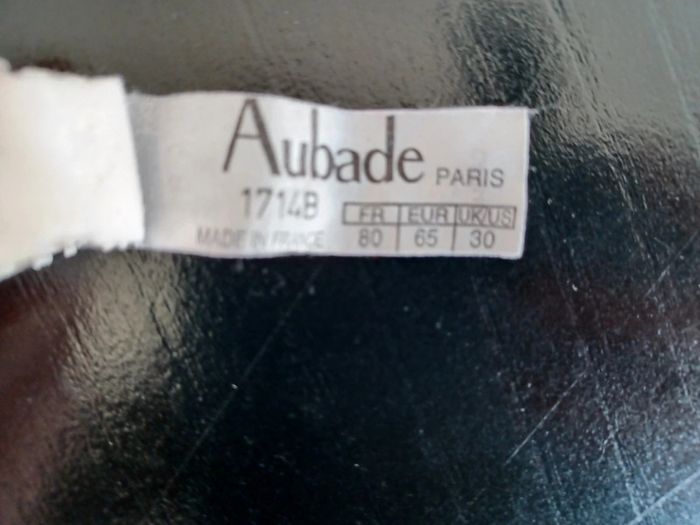 Aubade PARIS
1714B
MADE IN FRANCE
FR EUR UK/US
80 65 30